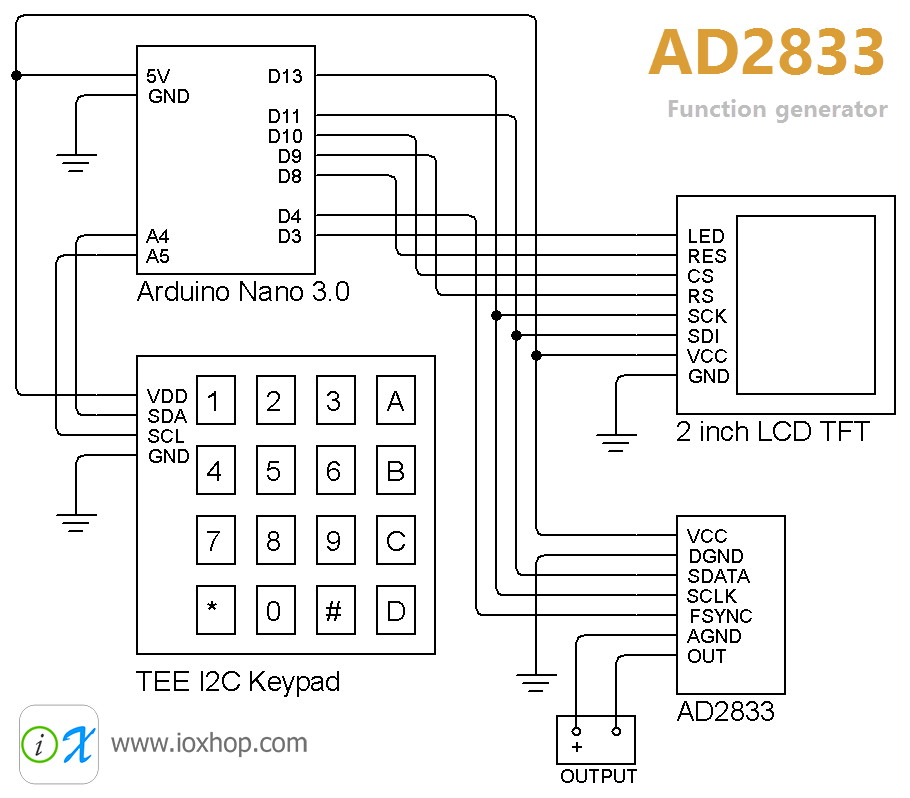 AD2833
Function generator
5V
GND
A4
A5
D13
D11
D10
D9
D8
D4
D3
Arduino Nano 3.0
LED
RES
CS
RS
SCK
SDI
VCC
GND
2 inch LCD TFT
VDD
SDA
SCL
GND
1 2 3 A
4 5 6 B
7 8 9 C
* 0 # D
TEE I2C Keypad
VCC
DGND
SDATA
SCLK
FSYNC
AGND
OUT
AD2833
+
OUTPUT
iX
www.ioxhop.com